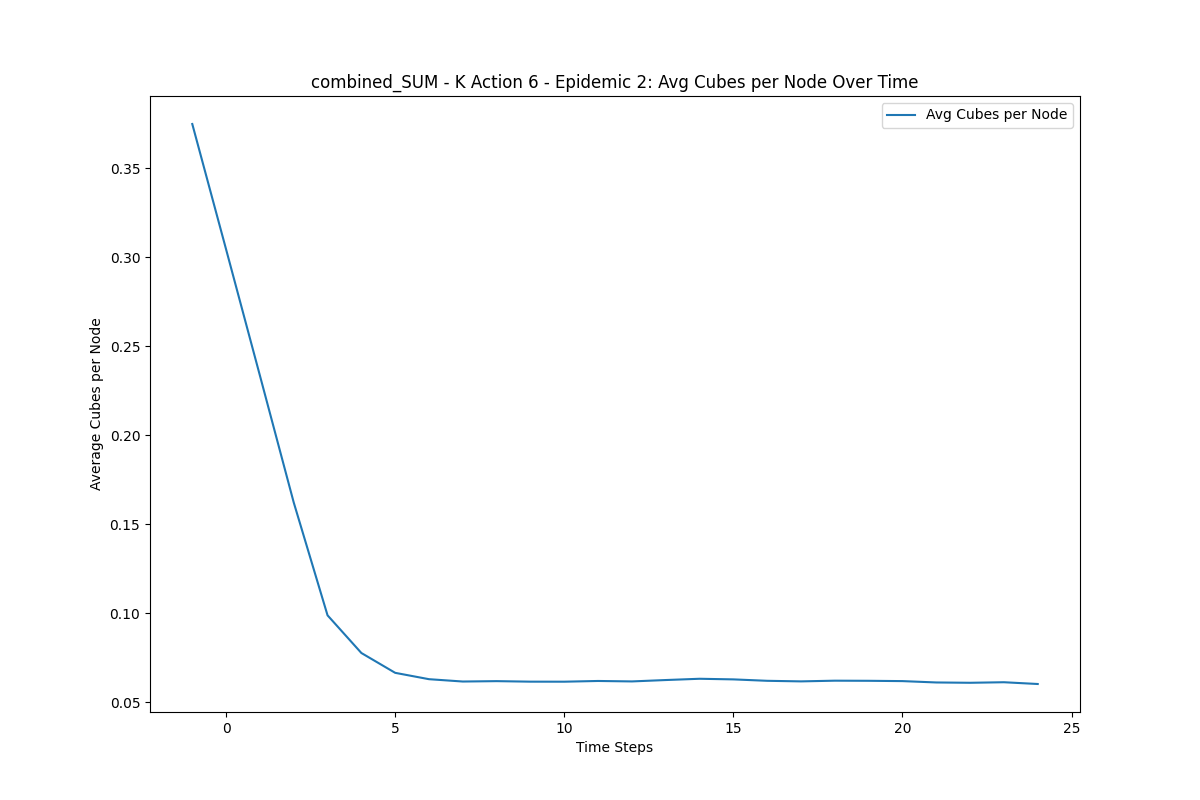 combined_SUM - K Action 6 - Epidemic 2: Avg Cubes per Node Over Time
Avg Cubes per Node
Average Cubes per Node
0.35
0.30
0.25
0.20
0.15
0.10
0.05
0 5 10 15 20 25
Time Steps